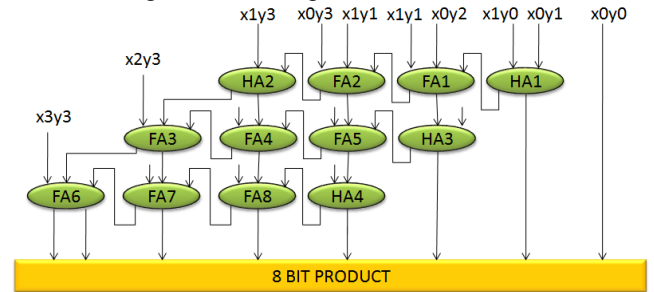 x1y3 x0y3 x1y1 x1y1 x0y2 x1y0 x0y1 x0y0
x2y3 HA2 FA2 FA1 HA1
x3y3 FA3 FA4 FA5 HA3
FA6 FA7 FA8 HA4
8 BIT PRODUCT